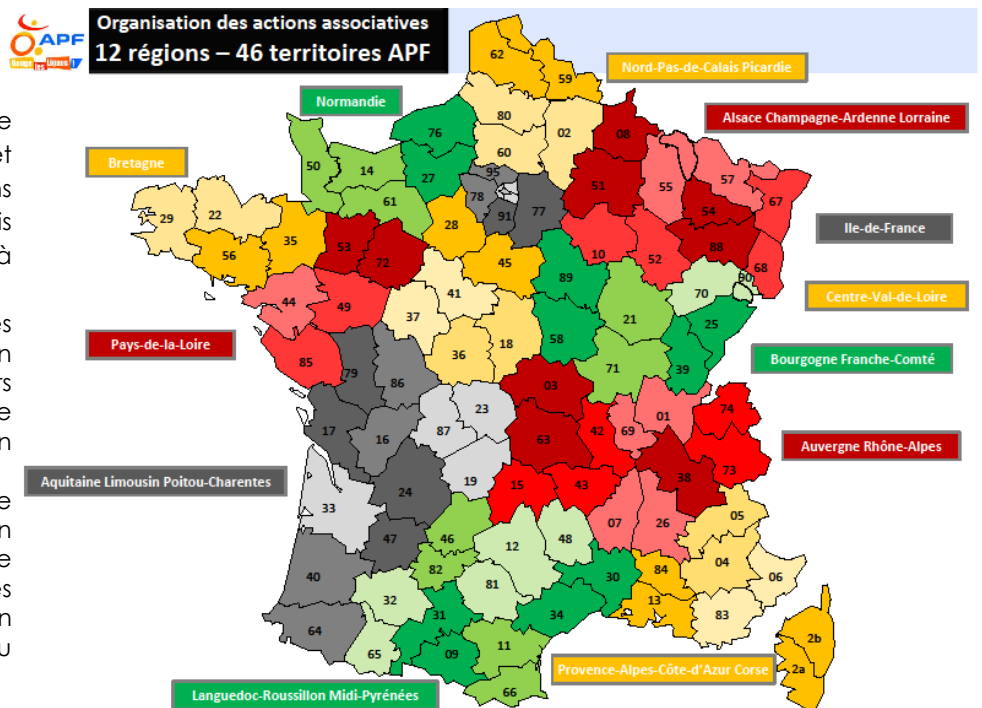 APF
Organisation des actions associatives
12 régions – 46 territoires APF
Nord-Pas-de-Calais Picardie
Normandie
Alsace Champagne-Ardenne Lorraine
Bretagne
Ile-de-France
Centre-Val-de-Loire
Pays-de-la-Loire
Bourgogne Franche-Comté
Auvergne Rhône-Alpes
Aquitaine Limousin Poitou-Charentes
Provence-Alpes-Côte-d'Azur Corse
Languedoc-Roussillon Midi-Pyrénées
e
et
ns
is
à
es
n
rs
e
n
e
n
e
es
n
u
62
59
80
02
60
76
27
50
14
61
95
78
91
77
08
51
55
57
54
67
88
68
10
52
29
22
56
35
53
72
28
45
89
70
90
44
49
37
41
21
25
85
36
18
58
71
39
79
86
03
01
74
17
16
87
23
63
42
69
73
38
33
24
19
15
43
07
26
05
47
46
12
48
04
06
40
82
81
30
84
13
83
32
31
34
64
65
09
11
66
2b
2a